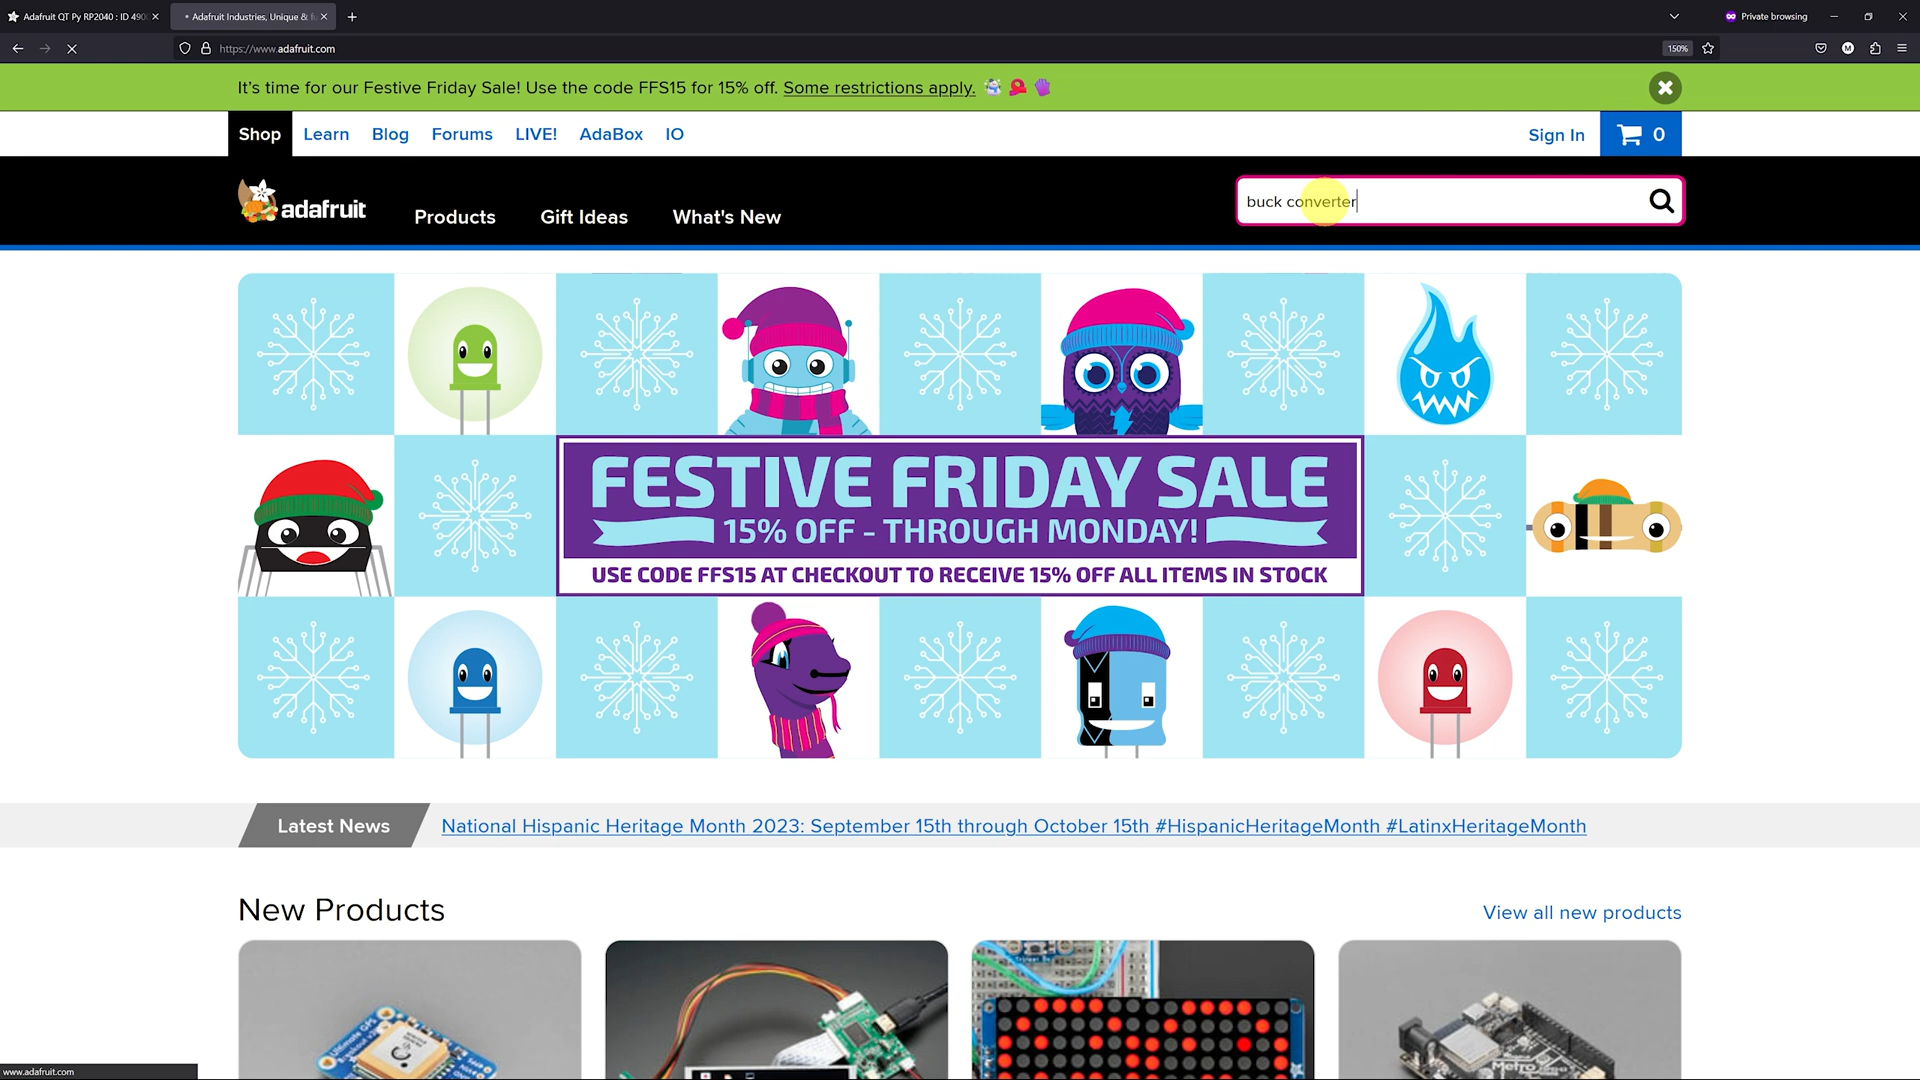 Adafruit QT Py RP2040 : ID 490
Adafruit Industries, Unique & fu
Private browsing
https://www.adafruit.com
150%
It's time for our Festive Friday Sale! Use the code FFS15 for 15% off. Some restrictions apply.
Shop
Learn
Blog
Forums
LIVE!
AdaBox
IO
Sign In
0
adafruit
Products
Gift Ideas
What's New
buck converter
FESTIVE FRIDAY SALE
15% OFF - THROUGH MONDAY!
USE CODE FFS15 AT CHECKOUT TO RECEIVE 15% OFF ALL ITEMS IN STOCK
Latest News
National Hispanic Heritage Month 2023: September 15th through October 15th #HispanicHeritageMonth #LatinxHeritageMonth
New Products
View all new products
www.adafruit.com